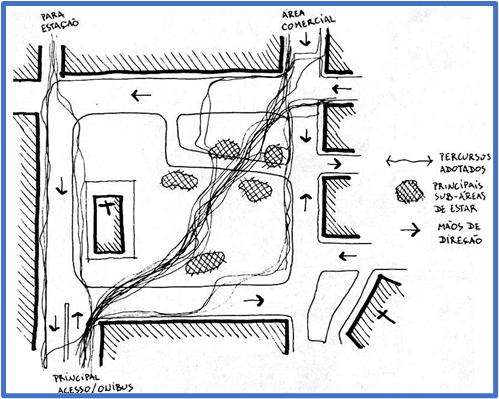 PARA
ESTAÇÃO
ÁREA
COMERCIAL
PERCURSOS
ADOTADOS
PRINCIPAIS
SUB-ÁREAS
DE ESTAR
MÃOS DE
DIREÇÃO
PRINCIPAL
ACESSO/ONIBUS